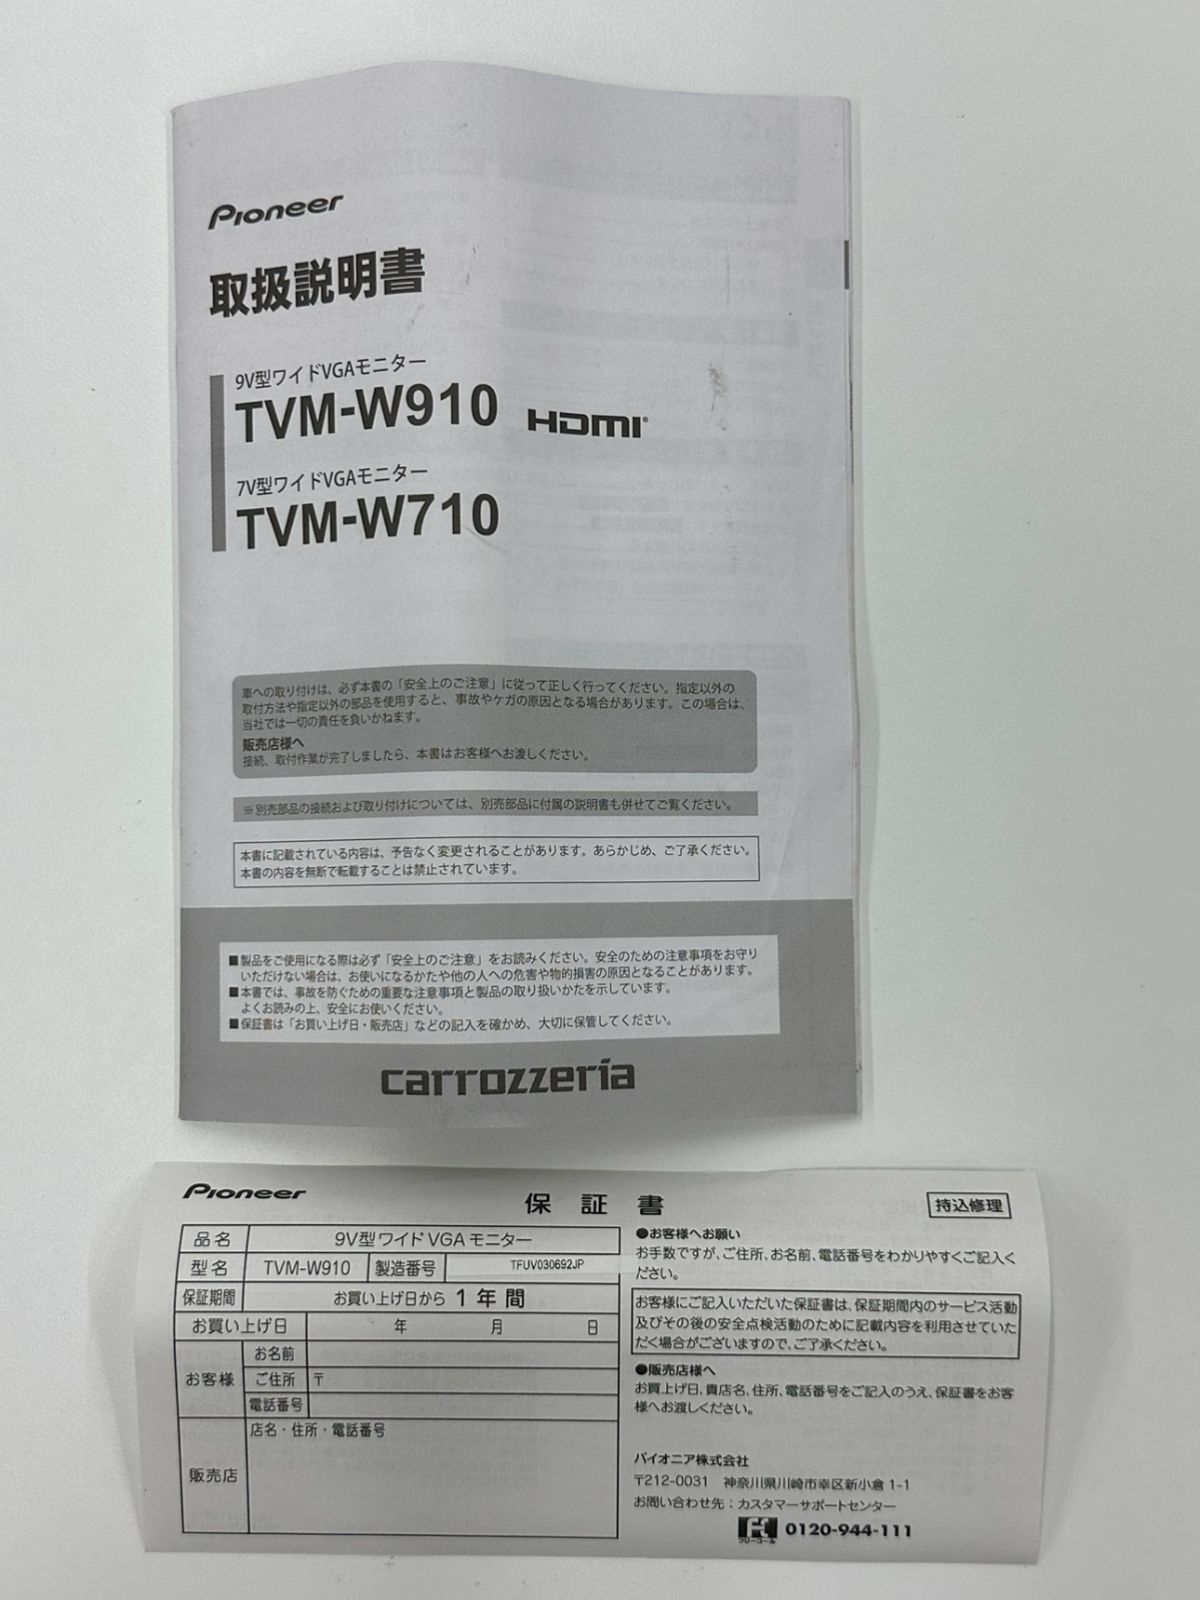 Pioneer
取扱説明書
9V型ワイドVGAモニター
TVM-W910 HDMI®
7V型ワイドVGAモニター
TVM-W710
車への取り付けは、必ず本書の「安全上のご注意」に従って正しく行ってください。指定以外の
取付方法や指定以外の部品を使用すると、事故やケガの原因となる場合があります。この場合は、
当社では一切の責任を負いかねます。
販売店様へ
接続、取付作業が完了しましたら、本書はお客様へお渡しください。
※別売部品の接続および取り付けについては、別売部品に付属の説明書も併せてご覧ください。
本書に記載されている内容は、予告なく変更されることがあります。あらかじめ、ご了承ください。
本書の内容を無断で転載することは禁止されています。
■製品をご使用になる際は必ず「安全上のご注意」をお読みください。安全のための注意事項をお守り
いただけない場合は、お使いになるかたや他の人への危害や物的損害の原因となることがあります。
■本書では、事故を防ぐための重要な注意事項と製品の取り扱いかたを示しています。
よくお読みの上、安全にお使いください。
■保証書は「お買い上げ日・販売店」などの記入を確かめ、大切に保管してください。
carrozzeria
Pioneer
保証書
持込修理
品名 9V型ワイド VGA モニター
型名 TVM-W910 製造番号 TFUV030692JP
保証期間 お買い上げ日から 1 年 間
お買い上げ日 年 月 日
お客様
お名前
ご住所 〒
電話番号
販売店
店名・住所・電話番号
●お客様へお願い
お手数ですが、ご住所、お名前、電話番号をわかりやすくご記入く
ださい。
お客様にご記入いただいた保証書は、保証期間内のサービス活動
及びその後の安全点検活動のために記載内容を利用させていた
だく場合がございますので、ご了承ください。
●販売店様へ
お買上げ日、貴店名、住所、電話番号をご記入のうえ、保証書をお客
様へお渡しください。
パイオニア株式会社
〒212-0031 神奈川県川崎市幸区新小倉 1-1
お問い合わせ先：カスタマーサポートセンター
フリーコール 0120-944-111